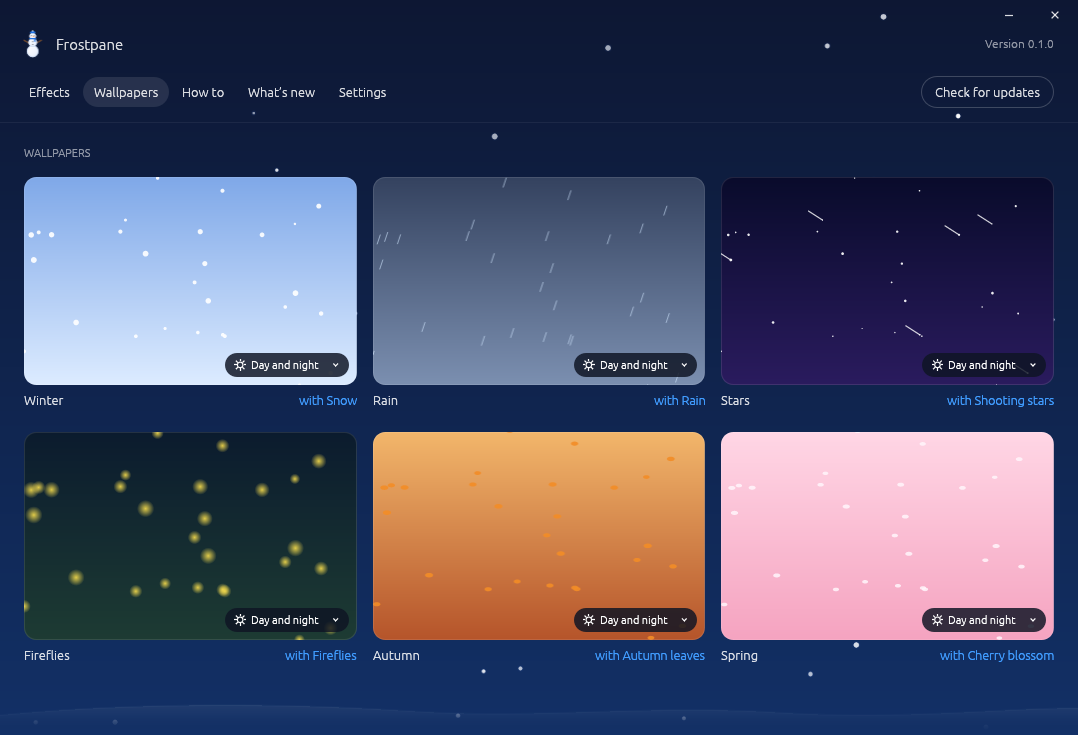 Frostpane
Version 0.1.0
Effects Wallpapers How to What's new Settings Check for updates
WALLPAPERS
Day and night Day and night Day and night
Winter with Snow Rain with Rain Stars with Shooting stars
Day and night Day and night Day and night
Fireflies with Fireflies Autumn with Autumn leaves Spring with Cherry blossom